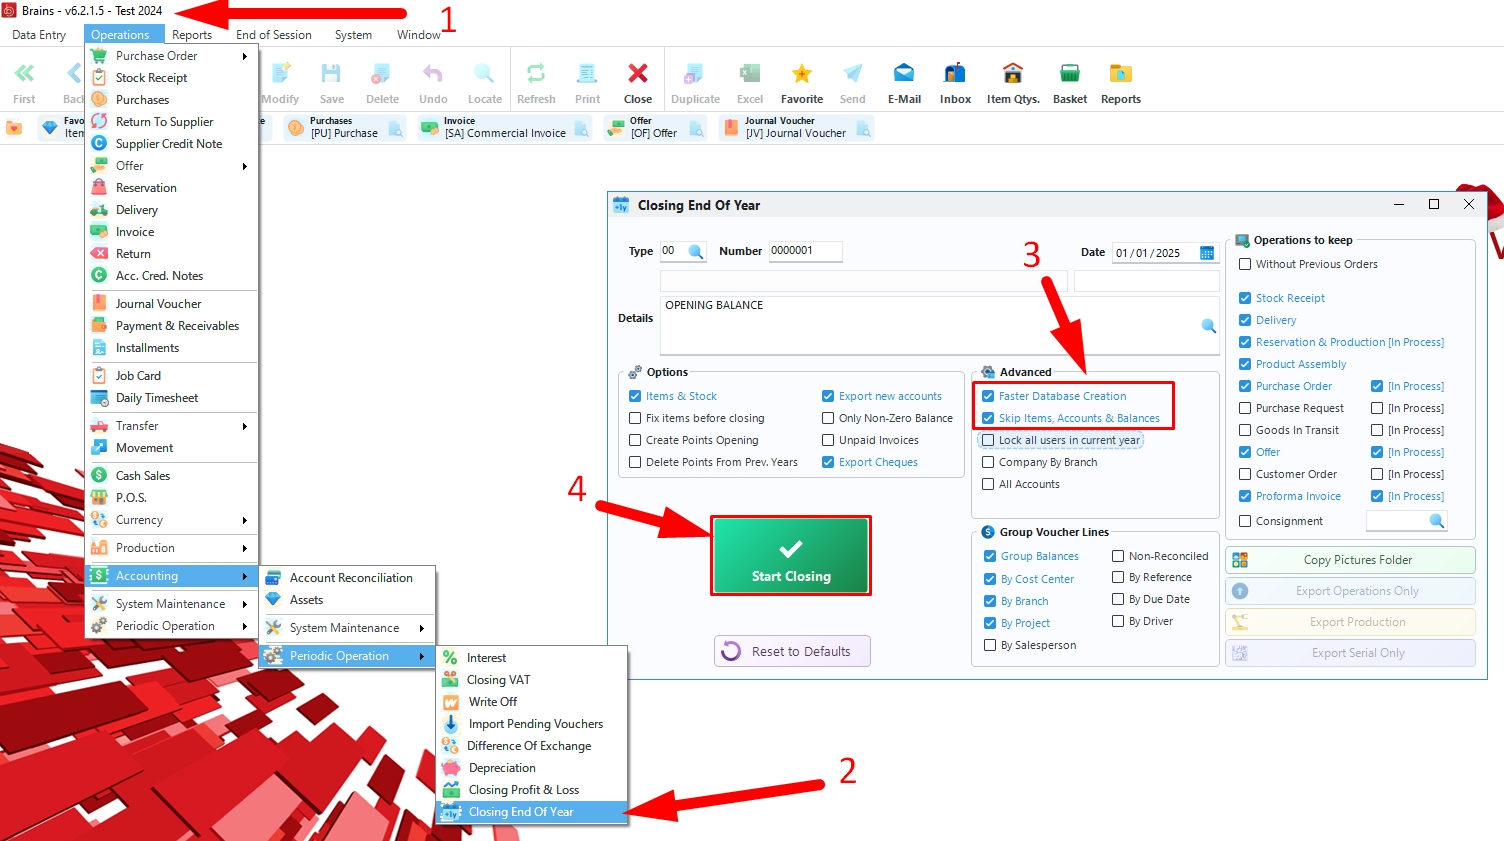 Brains - v6.2.1.5 - Test 2024
1
Data Entry
Operations
Reports
End of Session
System
Window
First
Back
Modify
Save
Delete
Undo
Locate
Refresh
Print
Close
Duplicate
Excel
Favorite
Send
E-Mail
Inbox
Item Qtys.
Basket
Reports
Purchases
[PU] Purchase
Invoice
[SA] Commercial Invoice
Offer
[OF] Offer
Journal Voucher
[JV] Journal Voucher
Purchase Order
Stock Receipt
Purchases
Return To Supplier
Supplier Credit Note
Offer
Reservation
Delivery
Invoice
Return
Acc. Cred. Notes
Journal Voucher
Payment & Receivables
Installments
Job Card
Daily Timesheet
Transfer
Movement
Cash Sales
P.O.S.
Currency
Production
Accounting
System Maintenance
Periodic Operation
Account Reconciliation
Assets
System Maintenance
Periodic Operation
Interest
Closing VAT
Write Off
Import Pending Vouchers
Difference Of Exchange
Depreciation
Closing Profit & Loss
Closing End Of Year
2
Closing End Of Year
Type 00
Number 0000001
Date 01/01/2025
3
Details
OPENING BALANCE
Options
Items & Stock
Fix items before closing
Create Points Opening
Delete Points From Prev. Years
Export new accounts
Only Non-Zero Balance
Unpaid Invoices
Export Cheques
Advanced
Faster Database Creation
Skip Items, Accounts & Balances
Lock all users in current year
Company By Branch
All Accounts
4
Start Closing
Reset to Defaults
Group Voucher Lines
Group Balances
By Cost Center
By Branch
By Project
By Salesperson
Non-Reconciled
By Reference
By Due Date
By Driver
Operations to keep
Without Previous Orders
Stock Receipt
Delivery
Reservation & Production [In Process]
Product Assembly
Purchase Order [In Process]
Purchase Request [In Process]
Goods In Transit [In Process]
Offer [In Process]
Customer Order [In Process]
Proforma Invoice [In Process]
Consignment
Copy Pictures Folder
Export Operations Only
Export Production
Export Serial Only